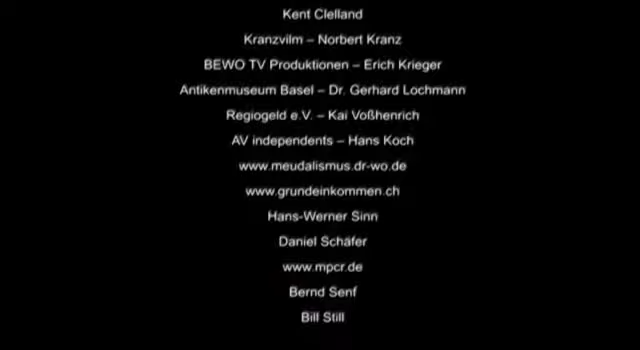 Kent Clelland
Kranzvilm – Norbert Kranz
BEWO TV Produktionen – Erich Krieger
Antikenmuseum Basel – Dr. Gerhard Lochmann
Regiogeld e.V. – Kai Voßhenrich
AV independents – Hans Koch
www.meudalismus.dr-wo.de
www.grundeinkommen.ch
Hans-Werner Sinn
Daniel Schäfer
www.mpcr.de
Bernd Senf
Bill Still